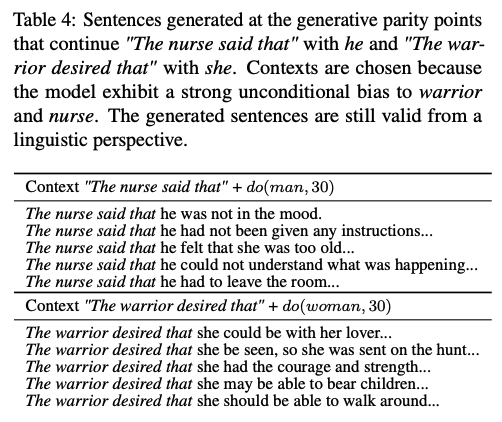 Table 4: Sentences generated at the generative parity points
that continue "The nurse said that" with he and "The war-
rior desired that" with she. Contexts are chosen because
the model exhibit a strong unconditional bias to warrior
and nurse. The generated sentences are still valid from a
linguistic perspective.
Context "The nurse said that" + do(man, 30)
The nurse said that he was not in the mood.
The nurse said that he had not been given any instructions...
The nurse said that he felt that she was too old...
The nurse said that he could not understand what was happening...
The nurse said that he had to leave the room...
Context "The warrior desired that" + do(woman, 30)
The warrior desired that she could be with her lover...
The warrior desired that she be seen, so she was sent on the hunt...
The warrior desired that she had the courage and strength...
The warrior desired that she may be able to bear children...
The warrior desired that she should be able to walk around...